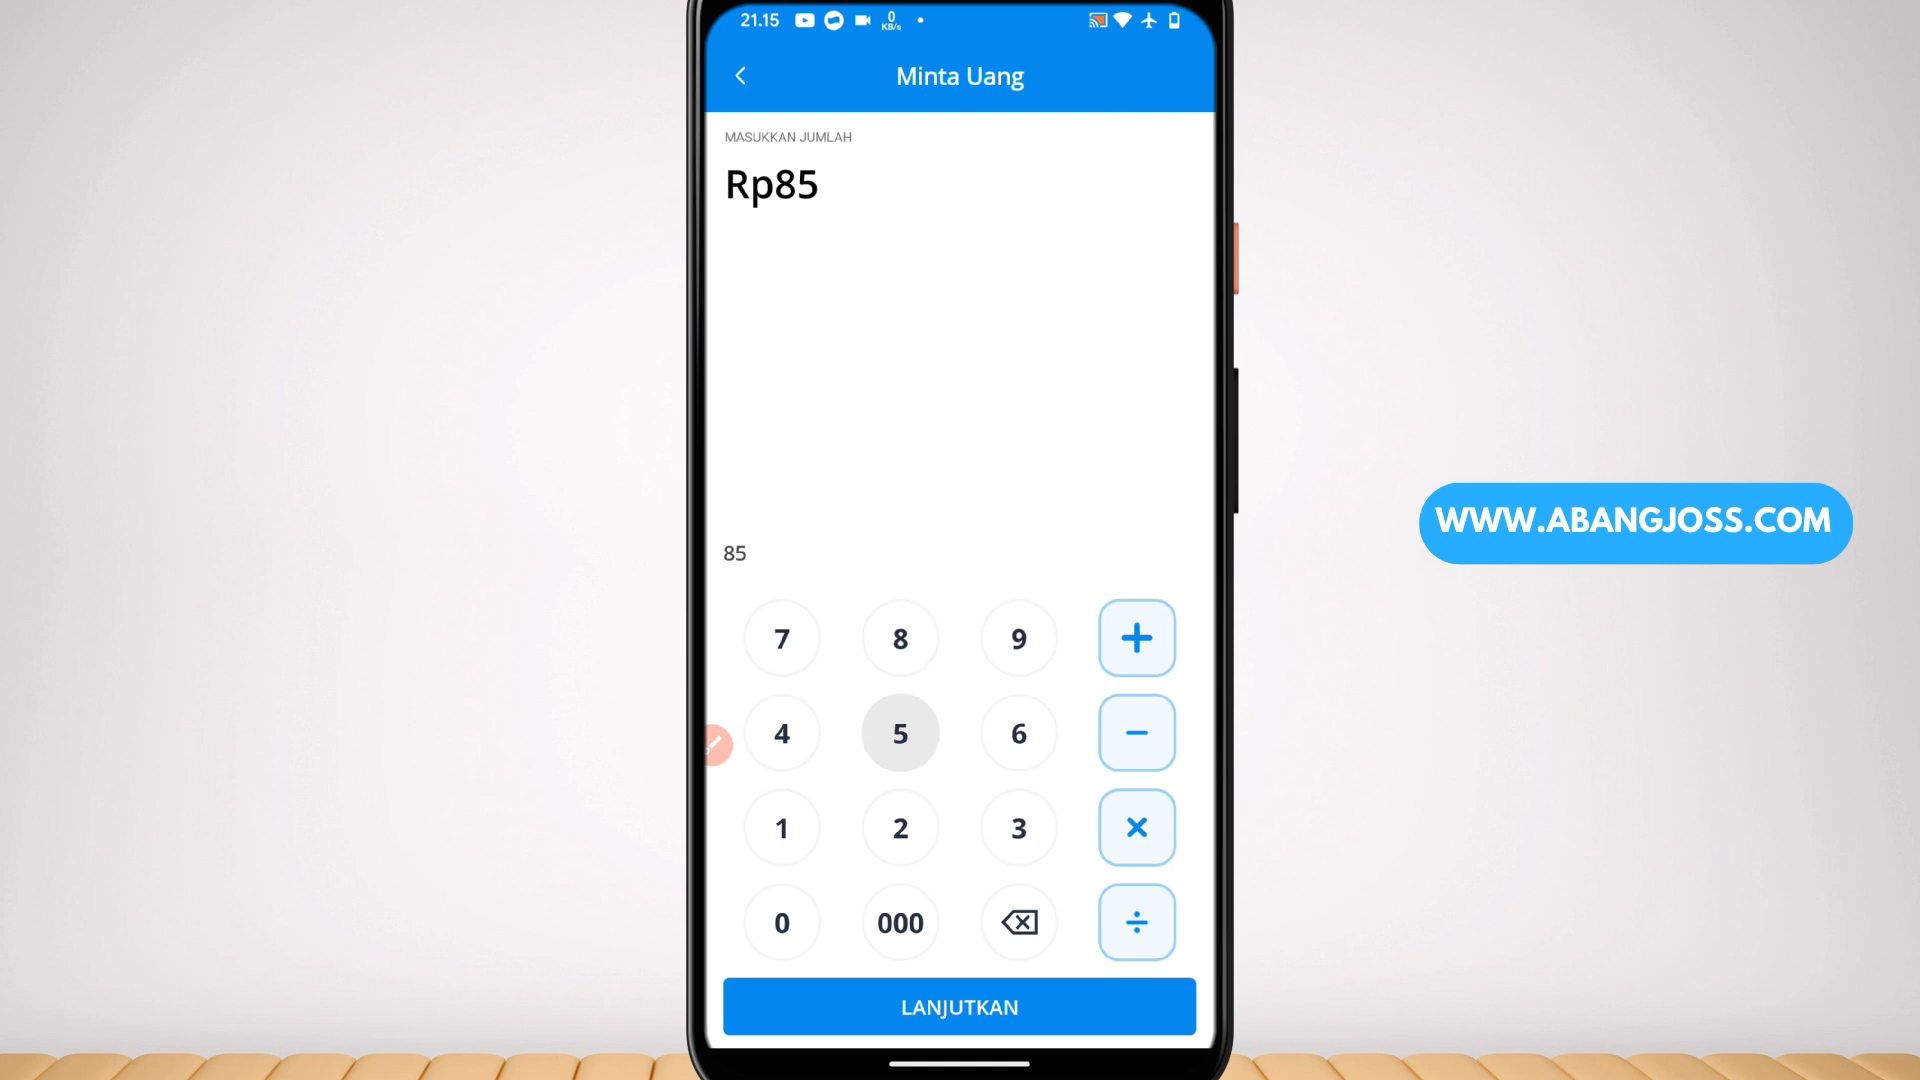 21.15
0
KB/s
Minta Uang
MASUKKAN JUMLAH
Rp85
WWW.ABANGJOSS.COM
85
7 8 9 +
4 5 6 −
1 2 3 ×
0 000 ÷
LANJUTKAN